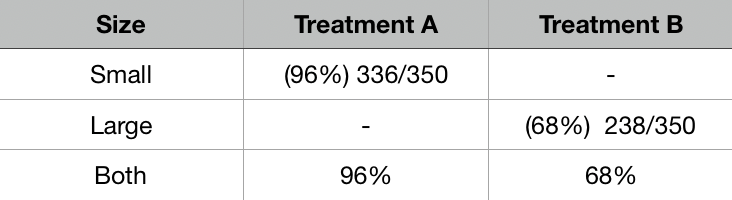 Size Treatment A Treatment B
Small (96%) 336/350 -
Large - (68%) 238/350
Both 96% 68%